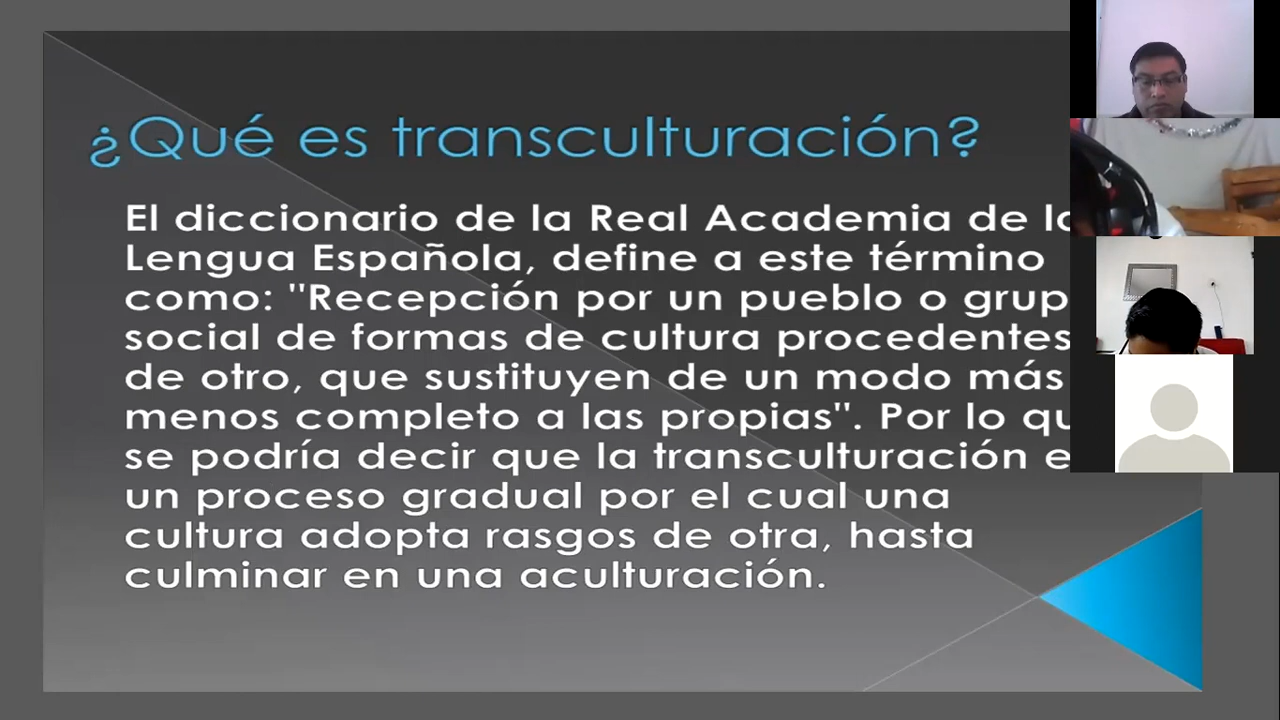 ¿Qué es transculturación?
El diccionario de la Real Academia de
Lengua Española, define a este término
como: "Recepción por un pueblo o
social de formas de cultura procedentes
de otro, que sustituyen de un modo más
menos completo a las propias". Por lo
se podría decir que la transculturación
un proceso gradual por el cual una
cultura adopta rasgos de otra, hasta
culminar en una aculturación.